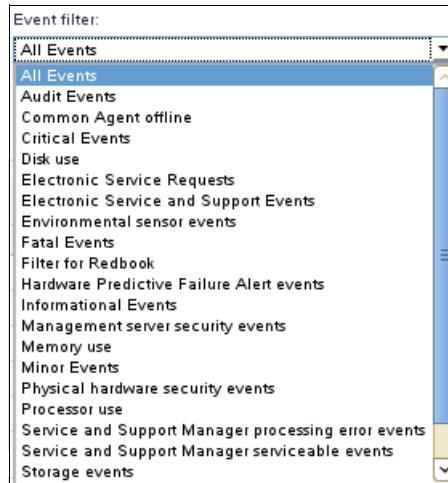 Event filter:
All Events
All Events
Audit Events
Common Agent offline
Critical Events
Disk use
Electronic Service Requests
Electronic Service and Support Events
Environmental sensor events
Fatal Events
Filter for Redbook
Hardware Predictive Failure Alert events
Informational Events
Management server security events
Memory use
Minor Events
Physical hardware security events
Processor use
Service and Support Manager processing error events
Service and Support Manager serviceable events
Storage events